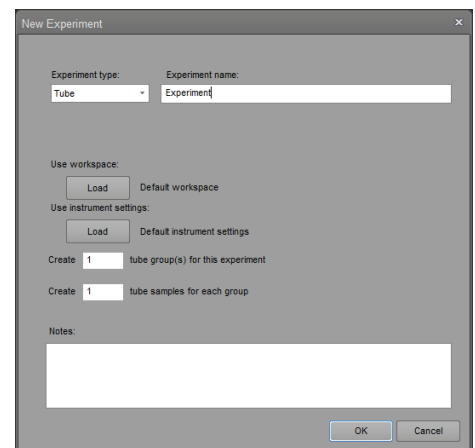 New Experiment ×
Experiment type: Experiment name:
Tube Experiment
Use workspace:
Load Default workspace
Use instrument settings:
Load Default instrument settings
Create 1 tube group(s) for this experiment
Create 1 tube samples for each group
Notes:
OK Cancel